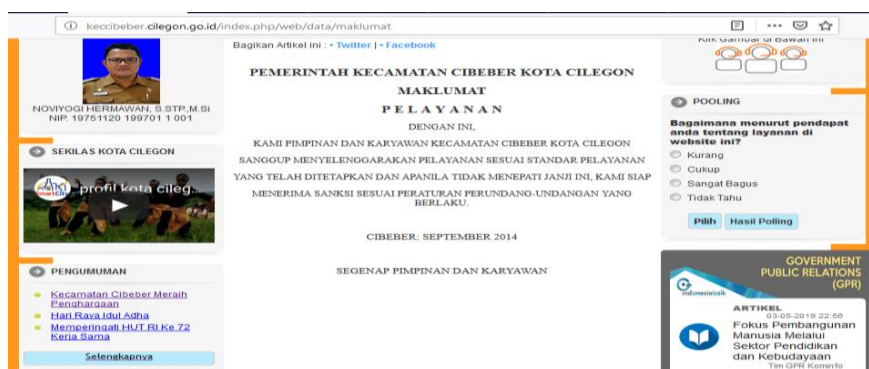 keccibeber.cilegon.go.id/index.php/web/data/maklumat
NOVIYOGI HERMAWAN, S.STP.,M.Si
NIP. 19751120 199701 1 001
SEKILAS KOTA CILEGON
profil kota cileg...
PENGUMUMAN
Kecamatan Cibeber Meraih
Penghargaan
Hari Raya Idul Adha
Memperingati HUT RI Ke 72
Kerja Sama
Selengkapnya
Bagikan Artikel ini : • Twitter | • Facebook
PEMERINTAH KECAMATAN CIBEBER KOTA CILEGON
MAKLUMAT
P E L A Y A N A N
DENGAN INI,
KAMI PIMPINAN DAN KARYAWAN KECAMATAN CIBEBER KOTA CILEGON
SANGGUP MENYELENGGARAKAN PELAYANAN SESUAI STANDAR PELAYANAN
YANG TELAH DITETAPKAN DAN APANILA TIDAK MENEPATI JANJI INI, KAMI SIAP
MENERIMA SANKSI SESUAI PERATURAN PERUNDANG-UNDANGAN YANG
BERLAKU.
CIBEBER: SEPTEMBER 2014
SEGENAP PIMPINAN DAN KARYAWAN
Klik Gambar di Bawah ini
POOLING
Bagaimana menurut pendapat
anda tentang layanan di
website ini?
Kurang
Cukup
Sangat Bagus
Tidak Tahu
Pilih Hasil Polling
GOVERNMENT
PUBLIC RELATIONS
(GPR)
indonesiabaik
ARTIKEL
03-05-2019 22:56
Fokus Pembangunan
Manusia Melalui
Sektor Pendidikan
dan Kebudayaan
Tim GPR Kominfo